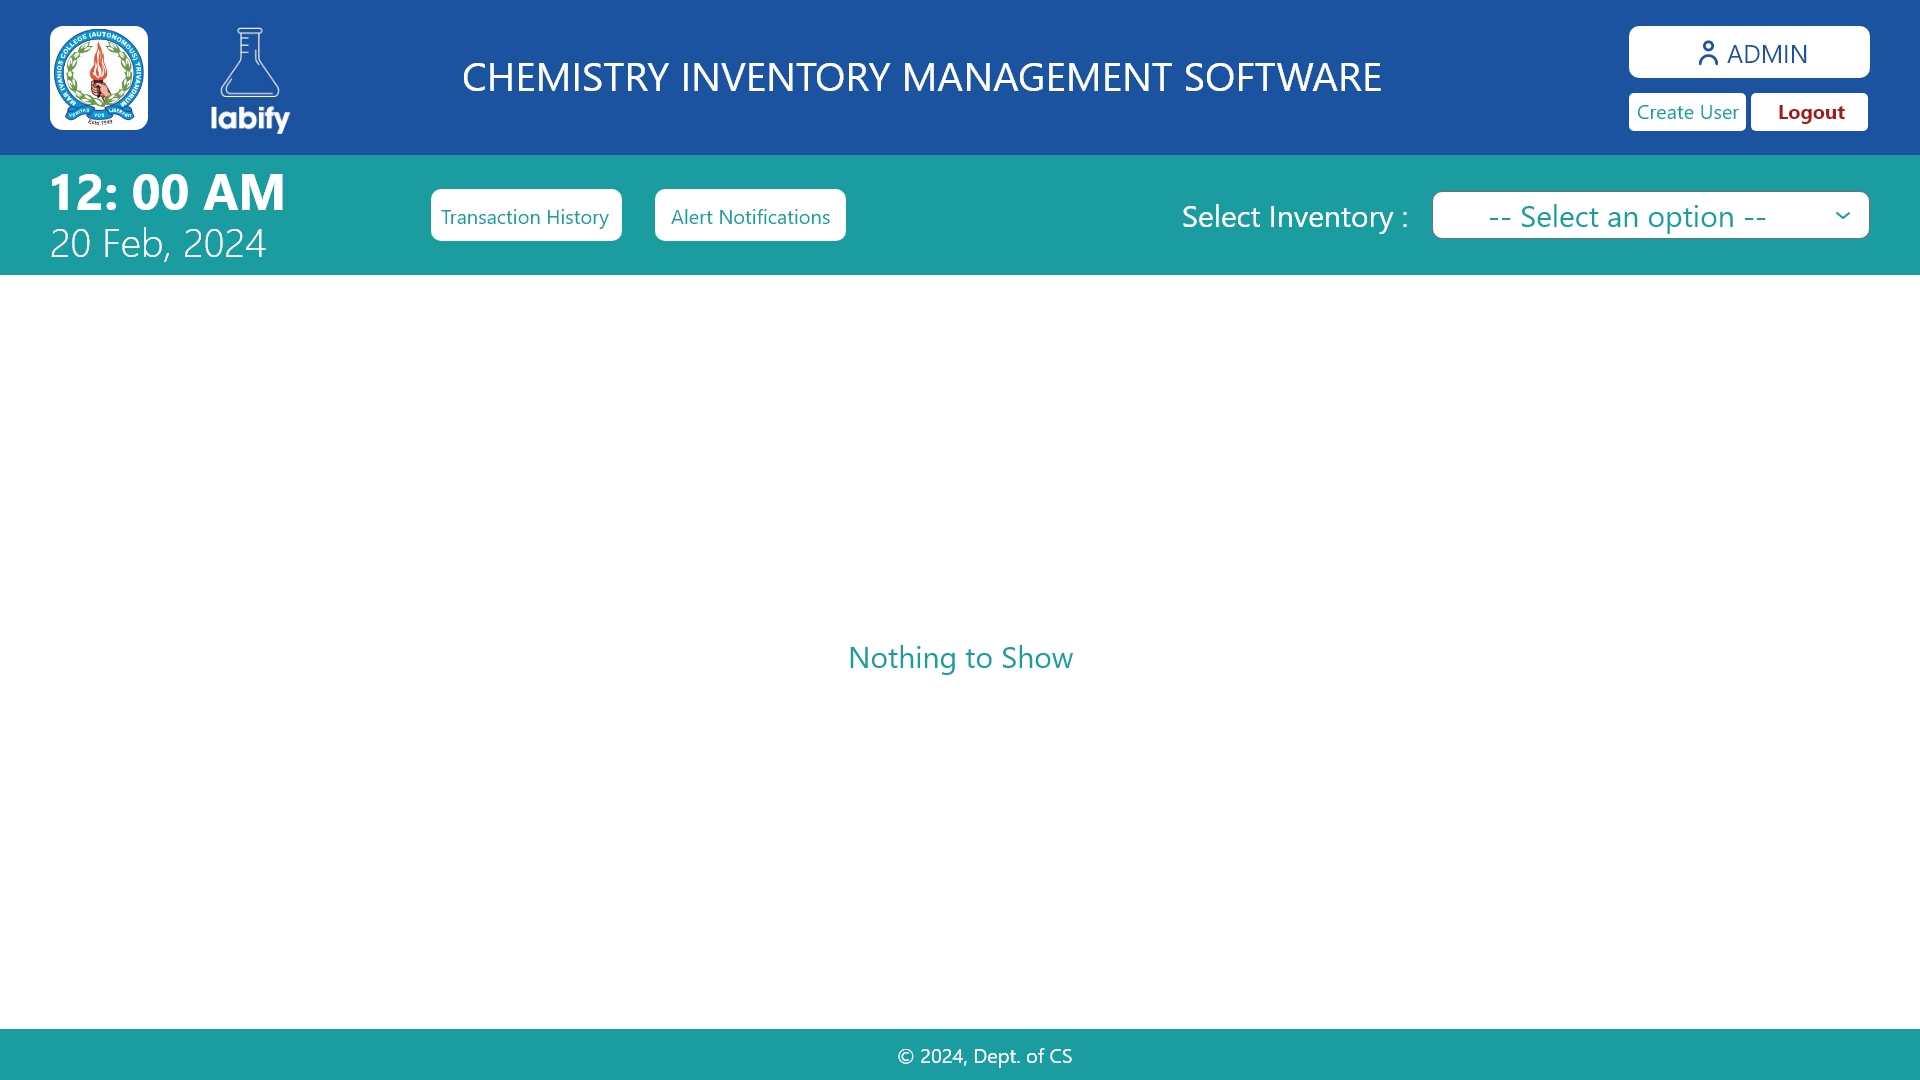 MAR IVANIOS COLLEGE (AUTONOMOUS) TRIVANDRUM
VERITAS VOS LIBERABIT
Estd.1949
labify
CHEMISTRY INVENTORY MANAGEMENT SOFTWARE
ADMIN
Create User
Logout
12: 00 AM
20 Feb, 2024
Transaction History
Alert Notifications
Select Inventory :
-- Select an option --
Nothing to Show
© 2024, Dept. of CS